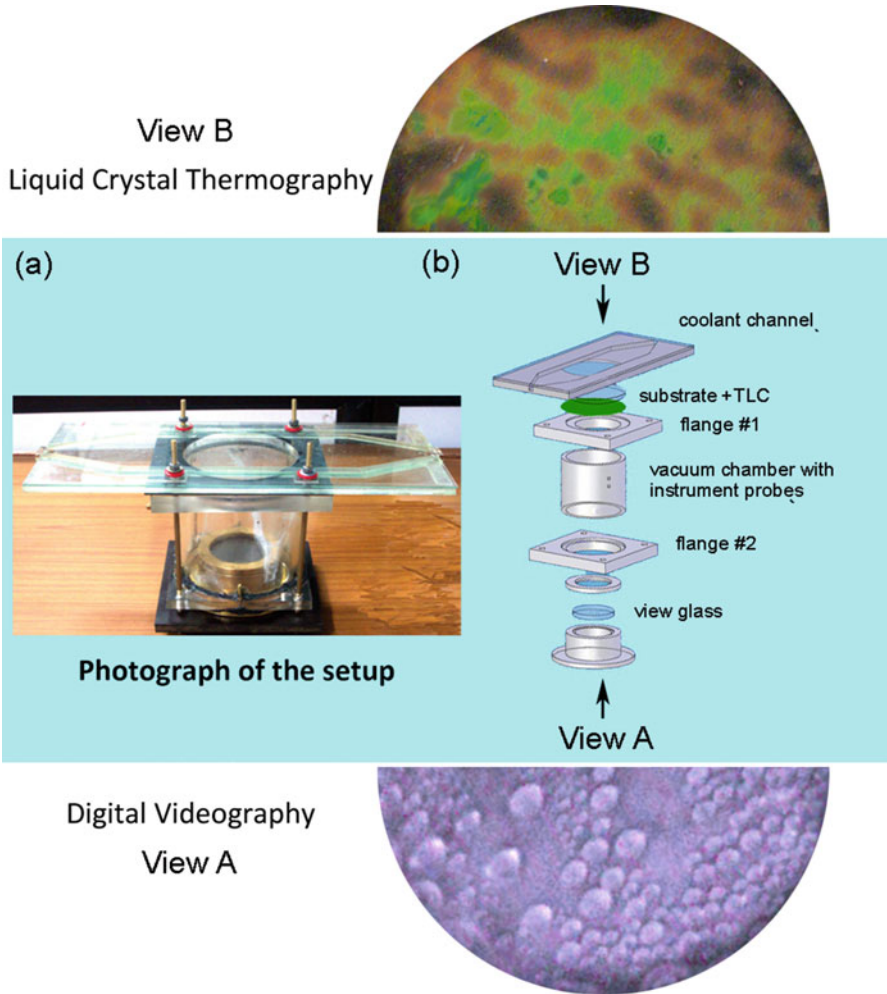 View B
Liquid Crystal Thermography
(a)
(b)
View B
coolant channel
substrate +TLC
flange #1
vacuum chamber with
instrument probes
flange #2
view glass
View A
Photograph of the setup
Digital Videography
View A